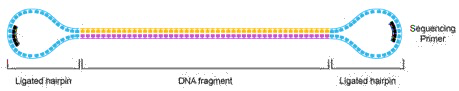 Sequencing
Primer
Ligated hairpin
DNA fragment
Ligated hairpin